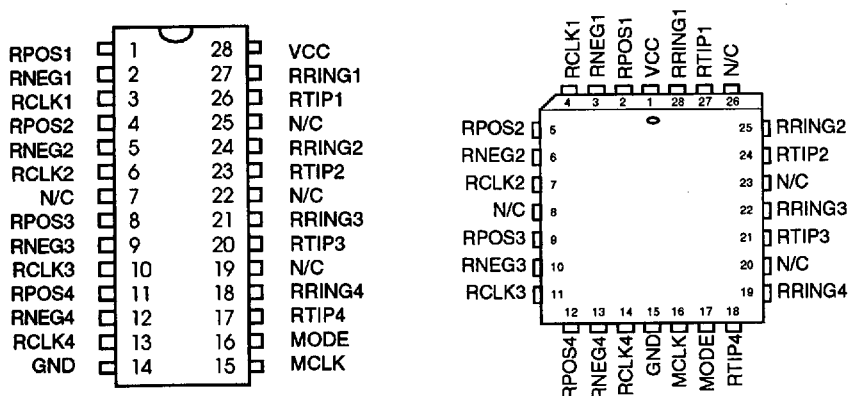 RPOS1 1 28 VCC
RNEG1 2 27 RRING1
RCLK1 3 26 RTIP1
RPOS2 4 25 N/C
RNEG2 5 24 RRING2
RCLK2 6 23 RTIP2
N/C 7 22 N/C
RPOS3 8 21 RRING3
RNEG3 9 20 RTIP3
RCLK3 10 19 N/C
RPOS4 11 18 RRING4
RNEG4 12 17 RTIP4
RCLK4 13 16 MODE
GND 14 15 MCLK
RCLK1 RNEG1 RPOS1 VCC RRING1 RTIP1 N/C
4 3 2 1 28 27 26
RPOS2 5 25 RRING2
RNEG2 6 24 RTIP2
RCLK2 7 23 N/C
N/C 8 22 RRING3
RPOS3 9 21 RTIP3
RNEG3 10 20 N/C
RCLK3 11 19 RRING4
12 13 14 15 16 17 18
RPOS4 RNEG4 RCLK4 GND MCLK MODE RTIP4